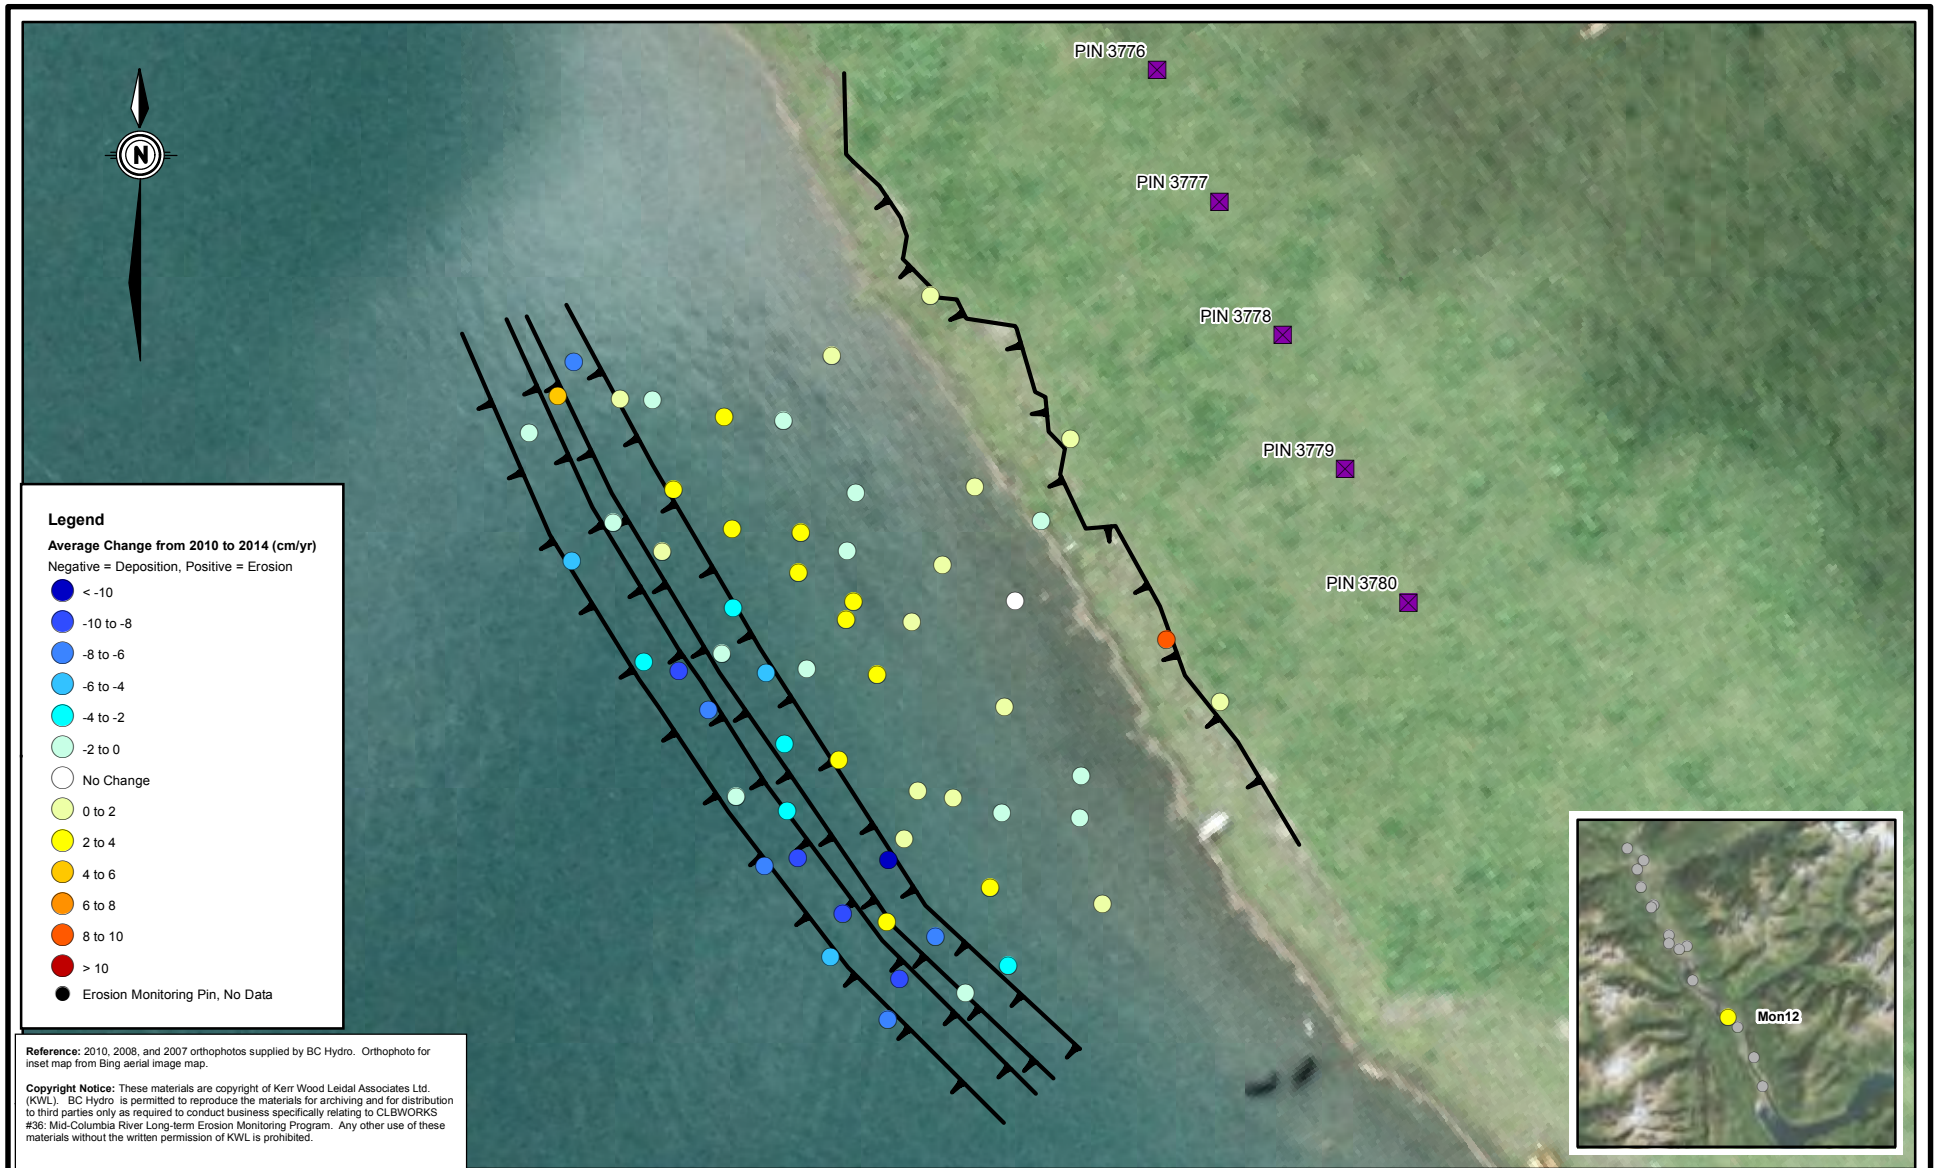 PIN 3776
N
PIN 3777
PIN 3778
PIN 3779
PIN 3780
Legend
Average Change from 2010 to 2014 (cm/yr)
Negative = Deposition, Positive = Erosion
< -10
-10 to -8
-8 to -6
-6 to -4
-4 to -2
-2 to 0
No Change
0 to 2
2 to 4
4 to 6
6 to 8
8 to 10
> 10
Erosion Monitoring Pin, No Data
Mon12
Reference: 2010, 2008, and 2007 orthophotos supplied by BC Hydro. Orthophoto for
inset map from Bing aerial image map.
Copyright Notice: These materials are copyright of Kerr Wood Leidal Associates Ltd.
(KWL). BC Hydro is permitted to reproduce the materials for archiving and for distribution
to third parties only as required to conduct business specifically relating to CLBWORKS
#36: Mid-Columbia River Long-term Erosion Monitoring Program. Any other use of these
materials without the written permission of KWL is prohibited.